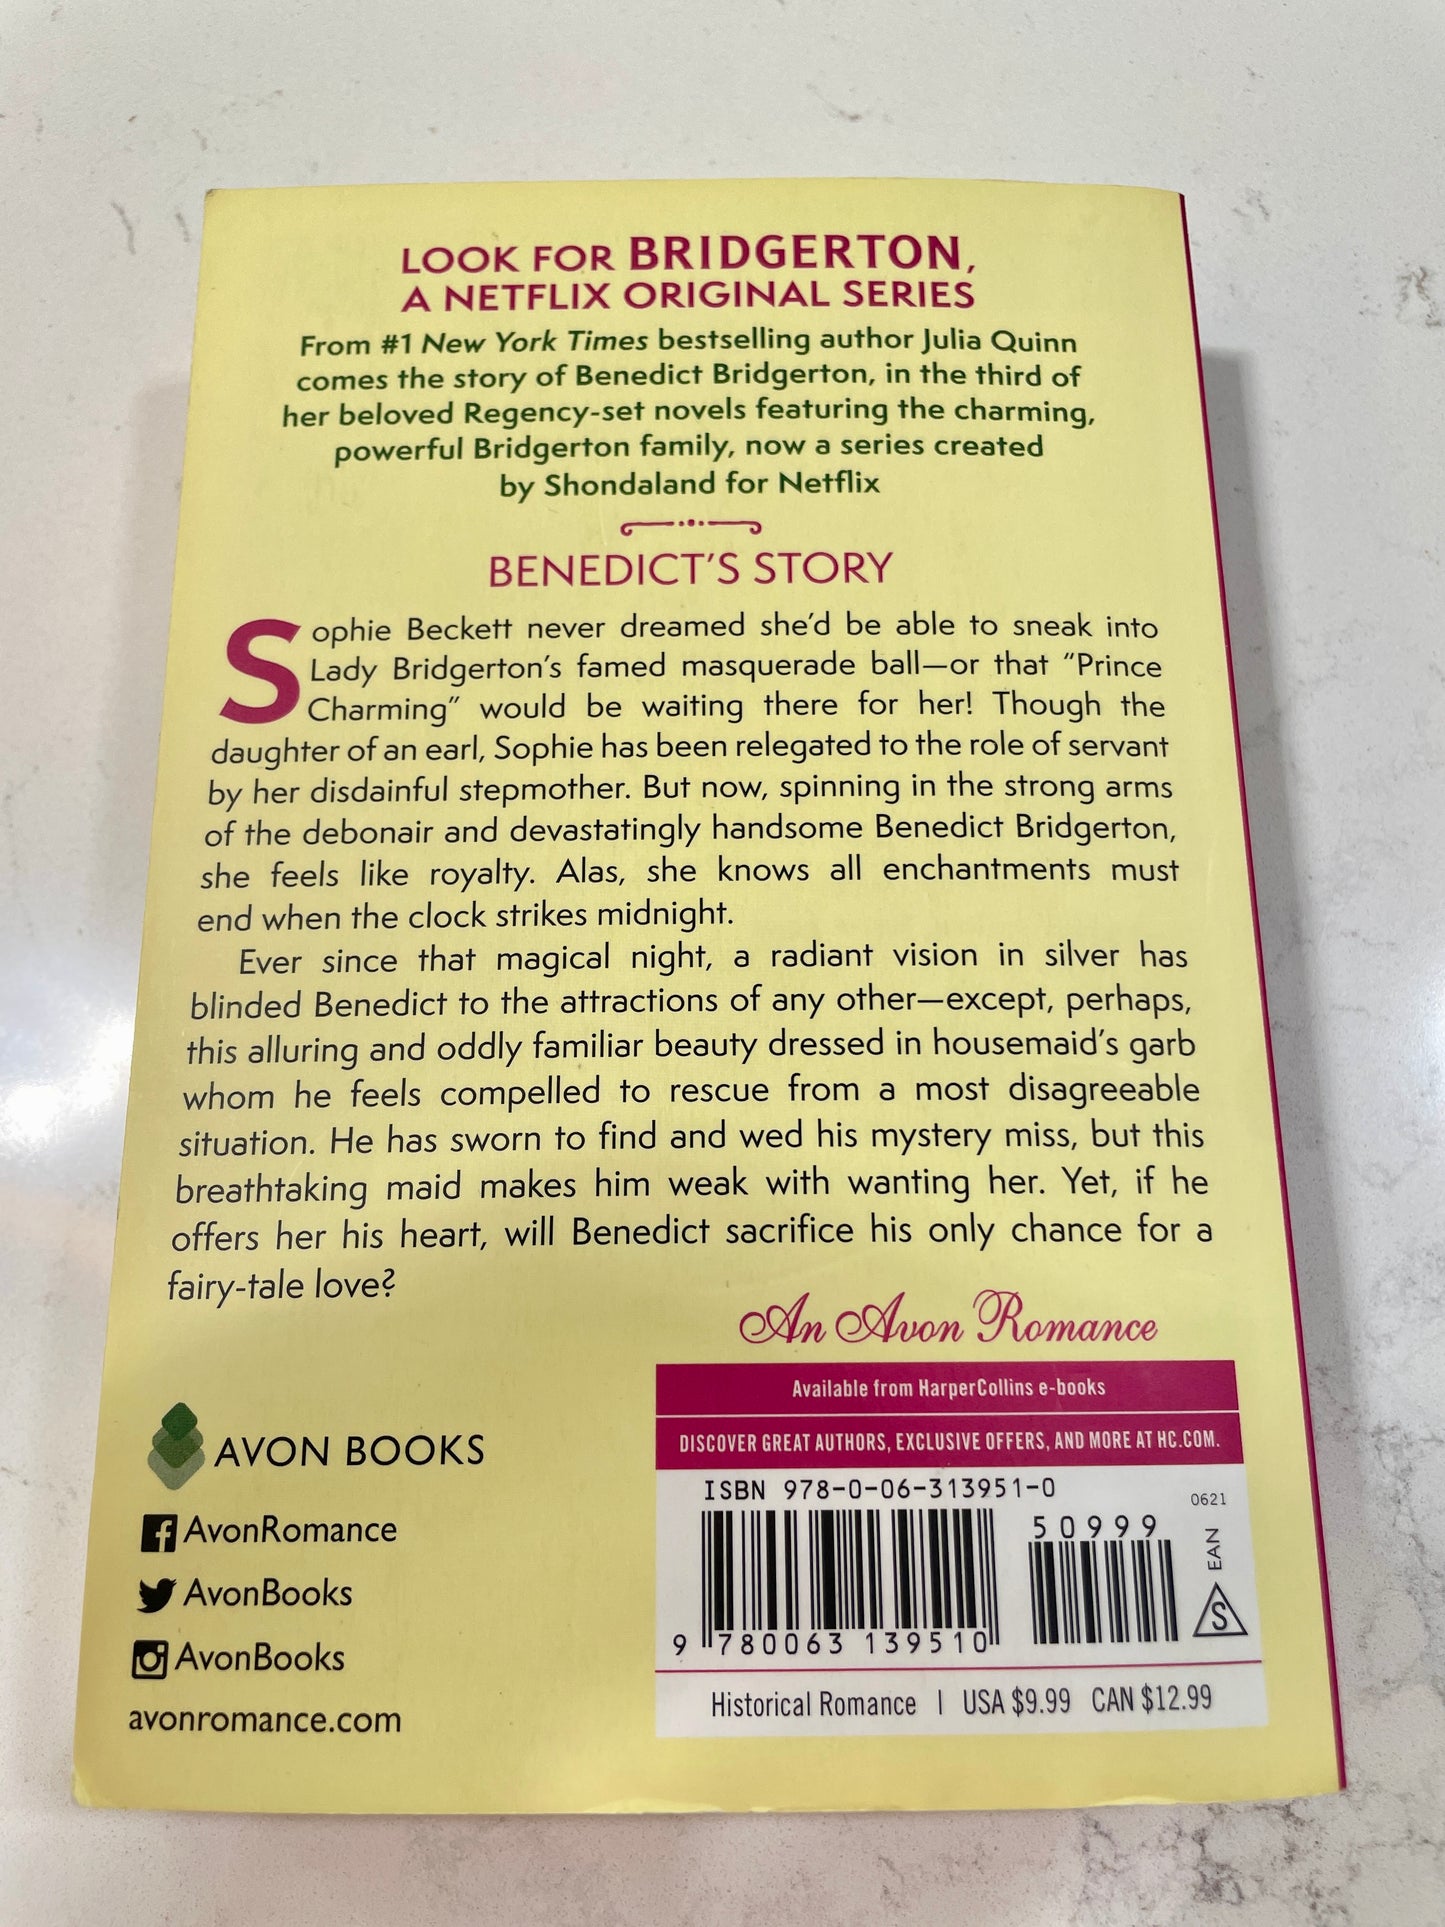 LOOK FOR BRIDGERTON,
A NETFLIX ORIGINAL SERIES
From #1 New York Times bestselling author Julia Quinn
comes the story of Benedict Bridgerton, in the third of
her beloved Regency-set novels featuring the charming,
powerful Bridgerton family, now a series created
by Shondaland for Netflix
BENEDICT'S STORY
Sophie Beckett never dreamed she'd be able to sneak into
Lady Bridgerton's famed masquerade ball—or that "Prince
Charming" would be waiting there for her! Though the
daughter of an earl, Sophie has been relegated to the role of servant
by her disdainful stepmother. But now, spinning in the strong arms
of the debonair and devastatingly handsome Benedict Bridgerton,
she feels like royalty. Alas, she knows all enchantments must
end when the clock strikes midnight.
Ever since that magical night, a radiant vision in silver has
blinded Benedict to the attractions of any other—except, perhaps,
this alluring and oddly familiar beauty dressed in housemaid's garb
whom he feels compelled to rescue from a most disagreeable
situation. He has sworn to find and wed his mystery miss, but this
breathtaking maid makes him weak with wanting her. Yet, if he
offers her his heart, will Benedict sacrifice his only chance for a
fairy-tale love?
An Avon Romance
Available from HarperCollins e-books
DISCOVER GREAT AUTHORS, EXCLUSIVE OFFERS, AND MORE AT HC.COM.
AVON BOOKS
AvonRomance
AvonBooks
AvonBooks
avonromance.com
ISBN 978-0-06-313951-0
0621
50999
EAN
S
9 780063 139510
Historical Romance | USA $9.99 CAN $12.99